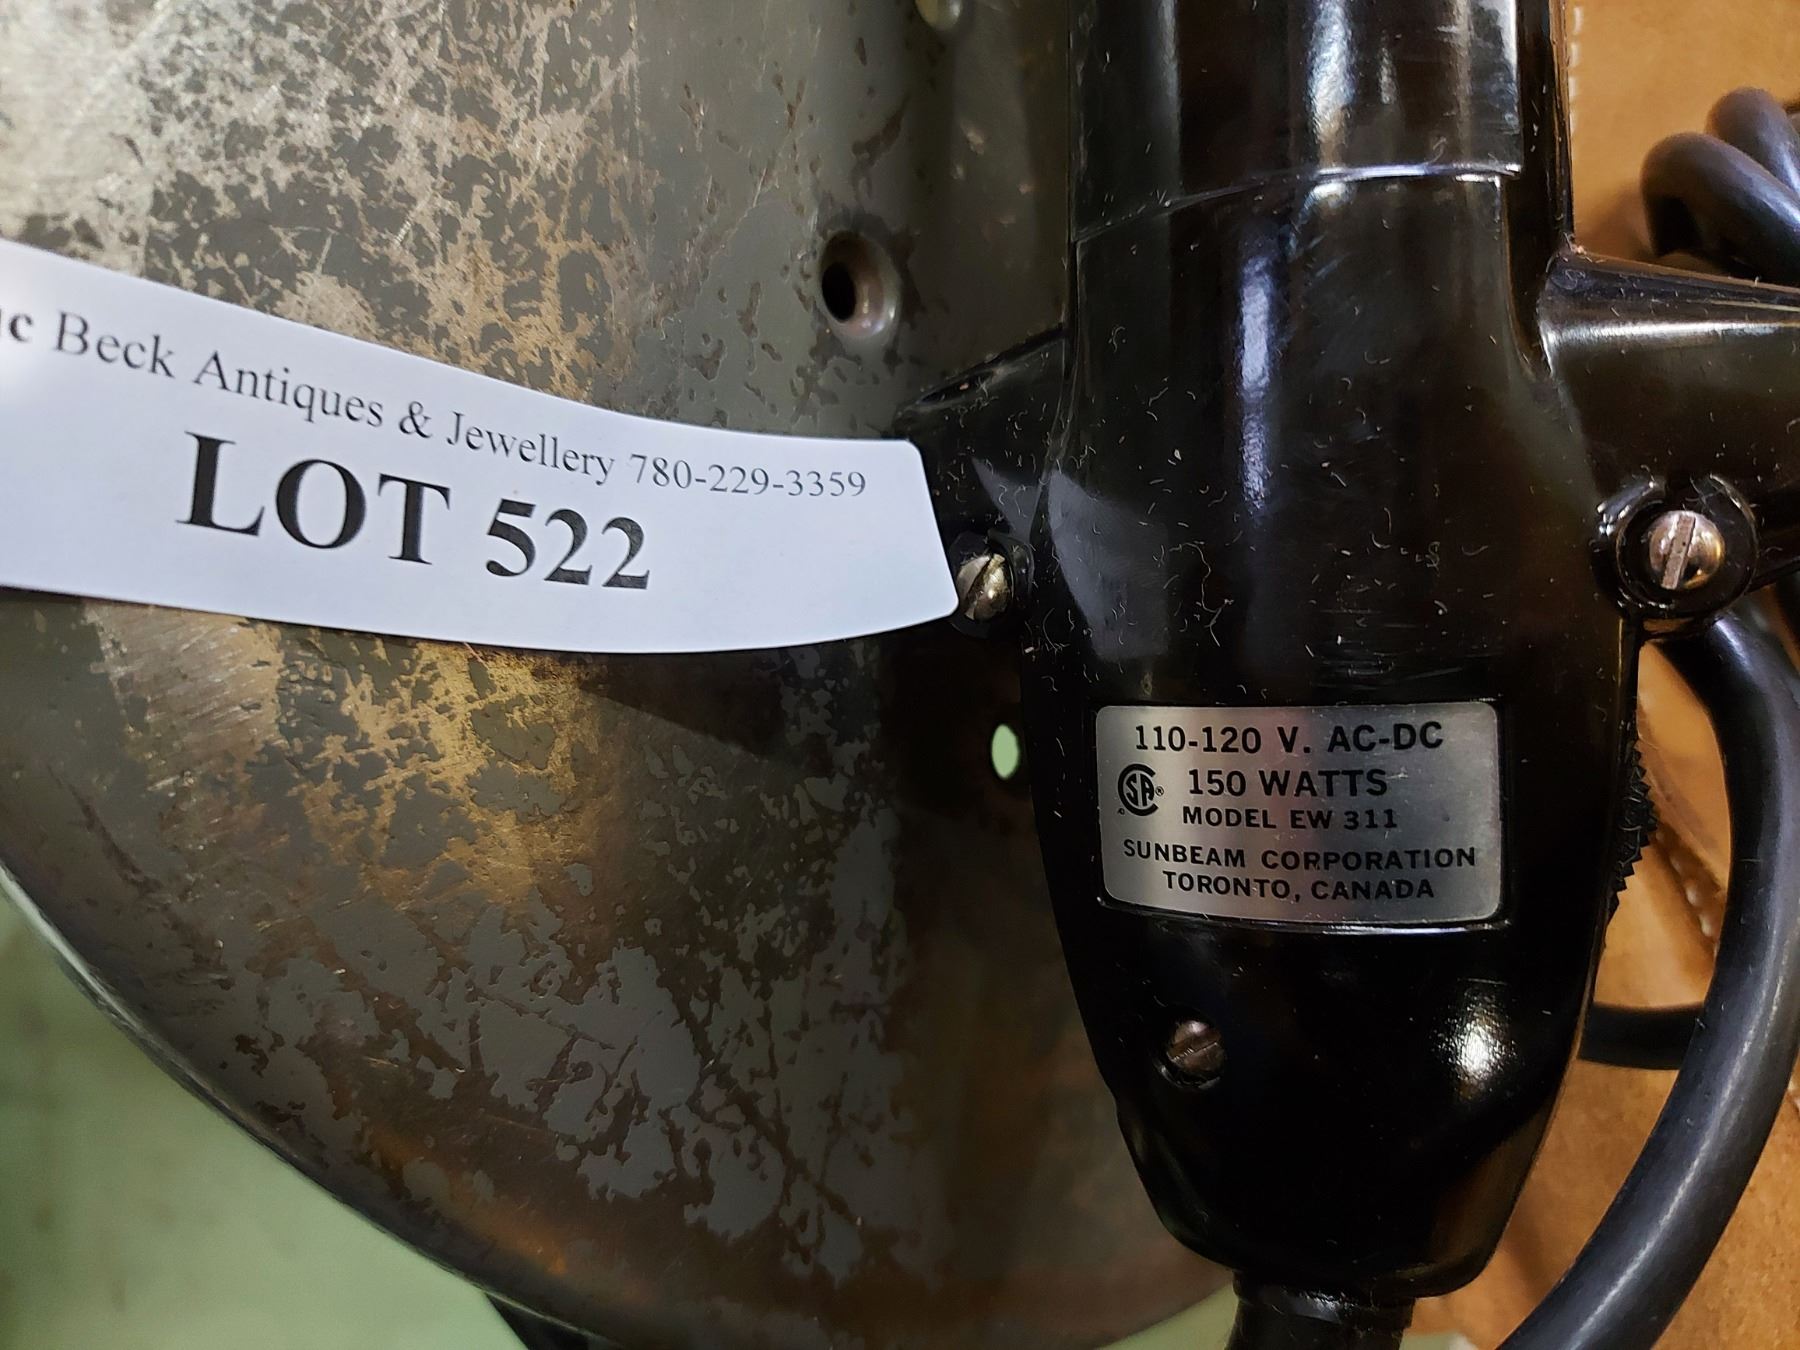 Beck Antiques & Jewellery 780-229-3359
LOT 522
110-120 V. AC-DC
CSA® 150 WATTS
MODEL EW 311
SUNBEAM CORPORATION
TORONTO, CANADA